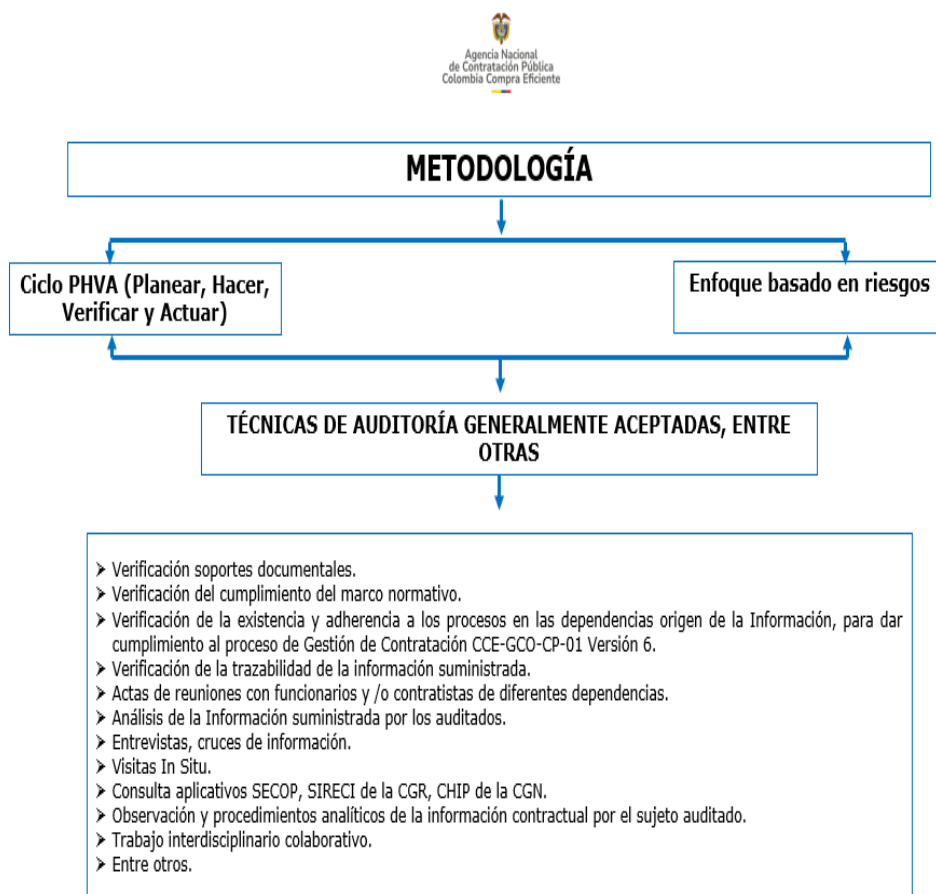 Agencia Nacional
de Contratación Pública
Colombia Compra Eficiente
METODOLOGÍA
Ciclo PHVA (Planear, Hacer,
Verificar y Actuar)
Enfoque basado en riesgos
TÉCNICAS DE AUDITORÍA GENERALMENTE ACEPTADAS, ENTRE
OTRAS
➤ Verificación soportes documentales.
➤ Verificación del cumplimiento del marco normativo.
➤ Verificación de la existencia y adherencia a los procesos en las dependencias origen de la Información, para dar
cumplimiento al proceso de Gestión de Contratación CCE-GCO-CP-01 Versión 6.
➤ Verificación de la trazabilidad de la información suministrada.
➤ Actas de reuniones con funcionarios y /o contratistas de diferentes dependencias.
➤ Análisis de la Información suministrada por los auditados.
➤ Entrevistas, cruces de información.
➤ Visitas In Situ.
➤ Consulta aplicativos SECOP, SIRECI de la CGR, CHIP de la CGN.
➤ Observación y procedimientos analíticos de la información contractual por el sujeto auditado.
➤ Trabajo interdisciplinario colaborativo.
➤ Entre otros.